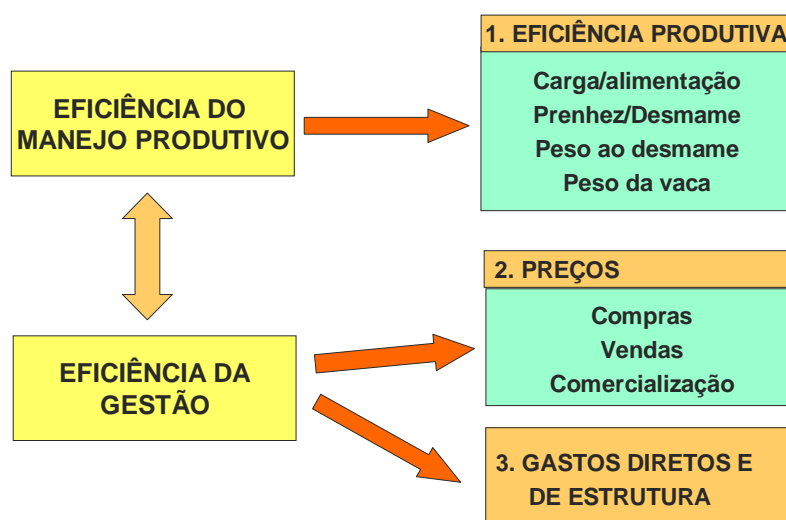 EFICIÊNCIA DO
MANEJO PRODUTIVO
1. EFICIÊNCIA PRODUTIVA
Carga/alimentação
Prenhez/Desmame
Peso ao desmame
Peso da vaca
EFICIÊNCIA DA
GESTÃO
2. PREÇOS
Compras
Vendas
Comercialização
3. GASTOS DIRETOS E
DE ESTRUTURA